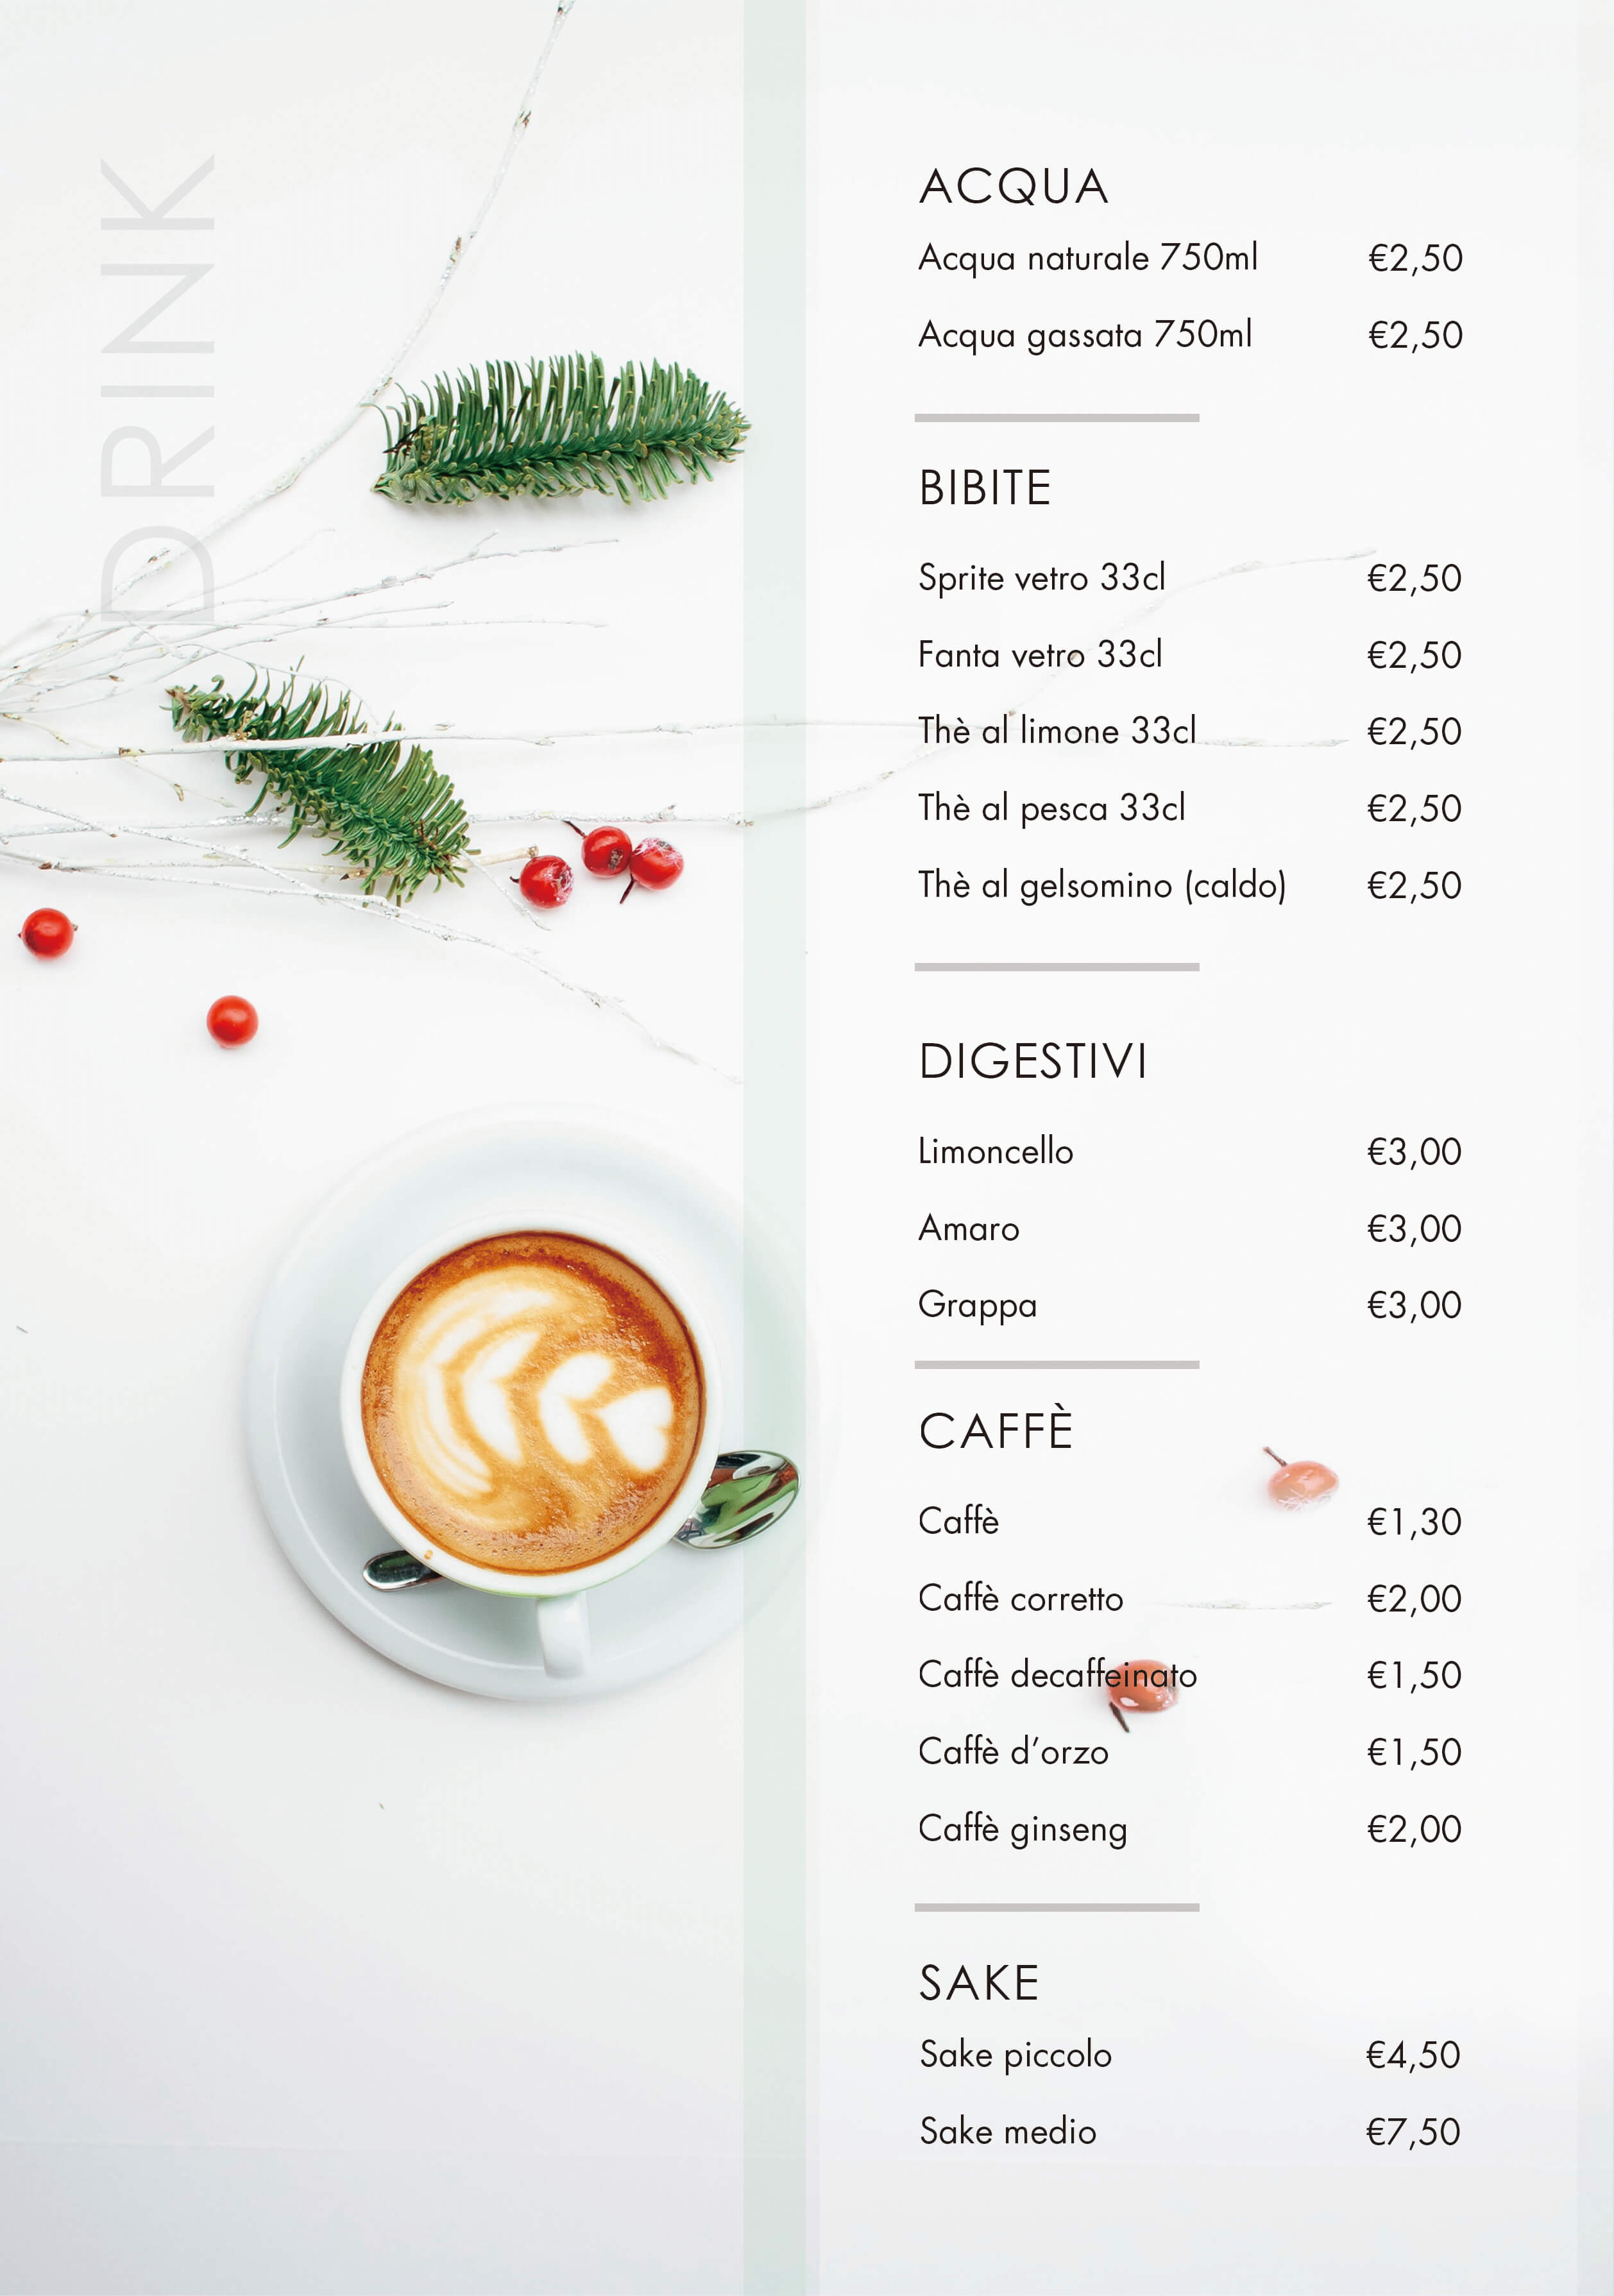 DRINK
ACQUA
Acqua naturale 750ml €2,50
Acqua gassata 750ml €2,50
BIBITE
Sprite vetro 33cl €2,50
Fanta vetro 33cl €2,50
Thè al limone 33cl €2,50
Thè al pesca 33cl €2,50
Thè al gelsomino (caldo) €2,50
DIGESTIVI
Limoncello €3,00
Amaro €3,00
Grappa €3,00
CAFFÈ
Caffè €1,30
Caffè corretto €2,00
Caffè decaffeinato €1,50
Caffè d’orzo €1,50
Caffè ginseng €2,00
SAKE
Sake piccolo €4,50
Sake medio €7,50